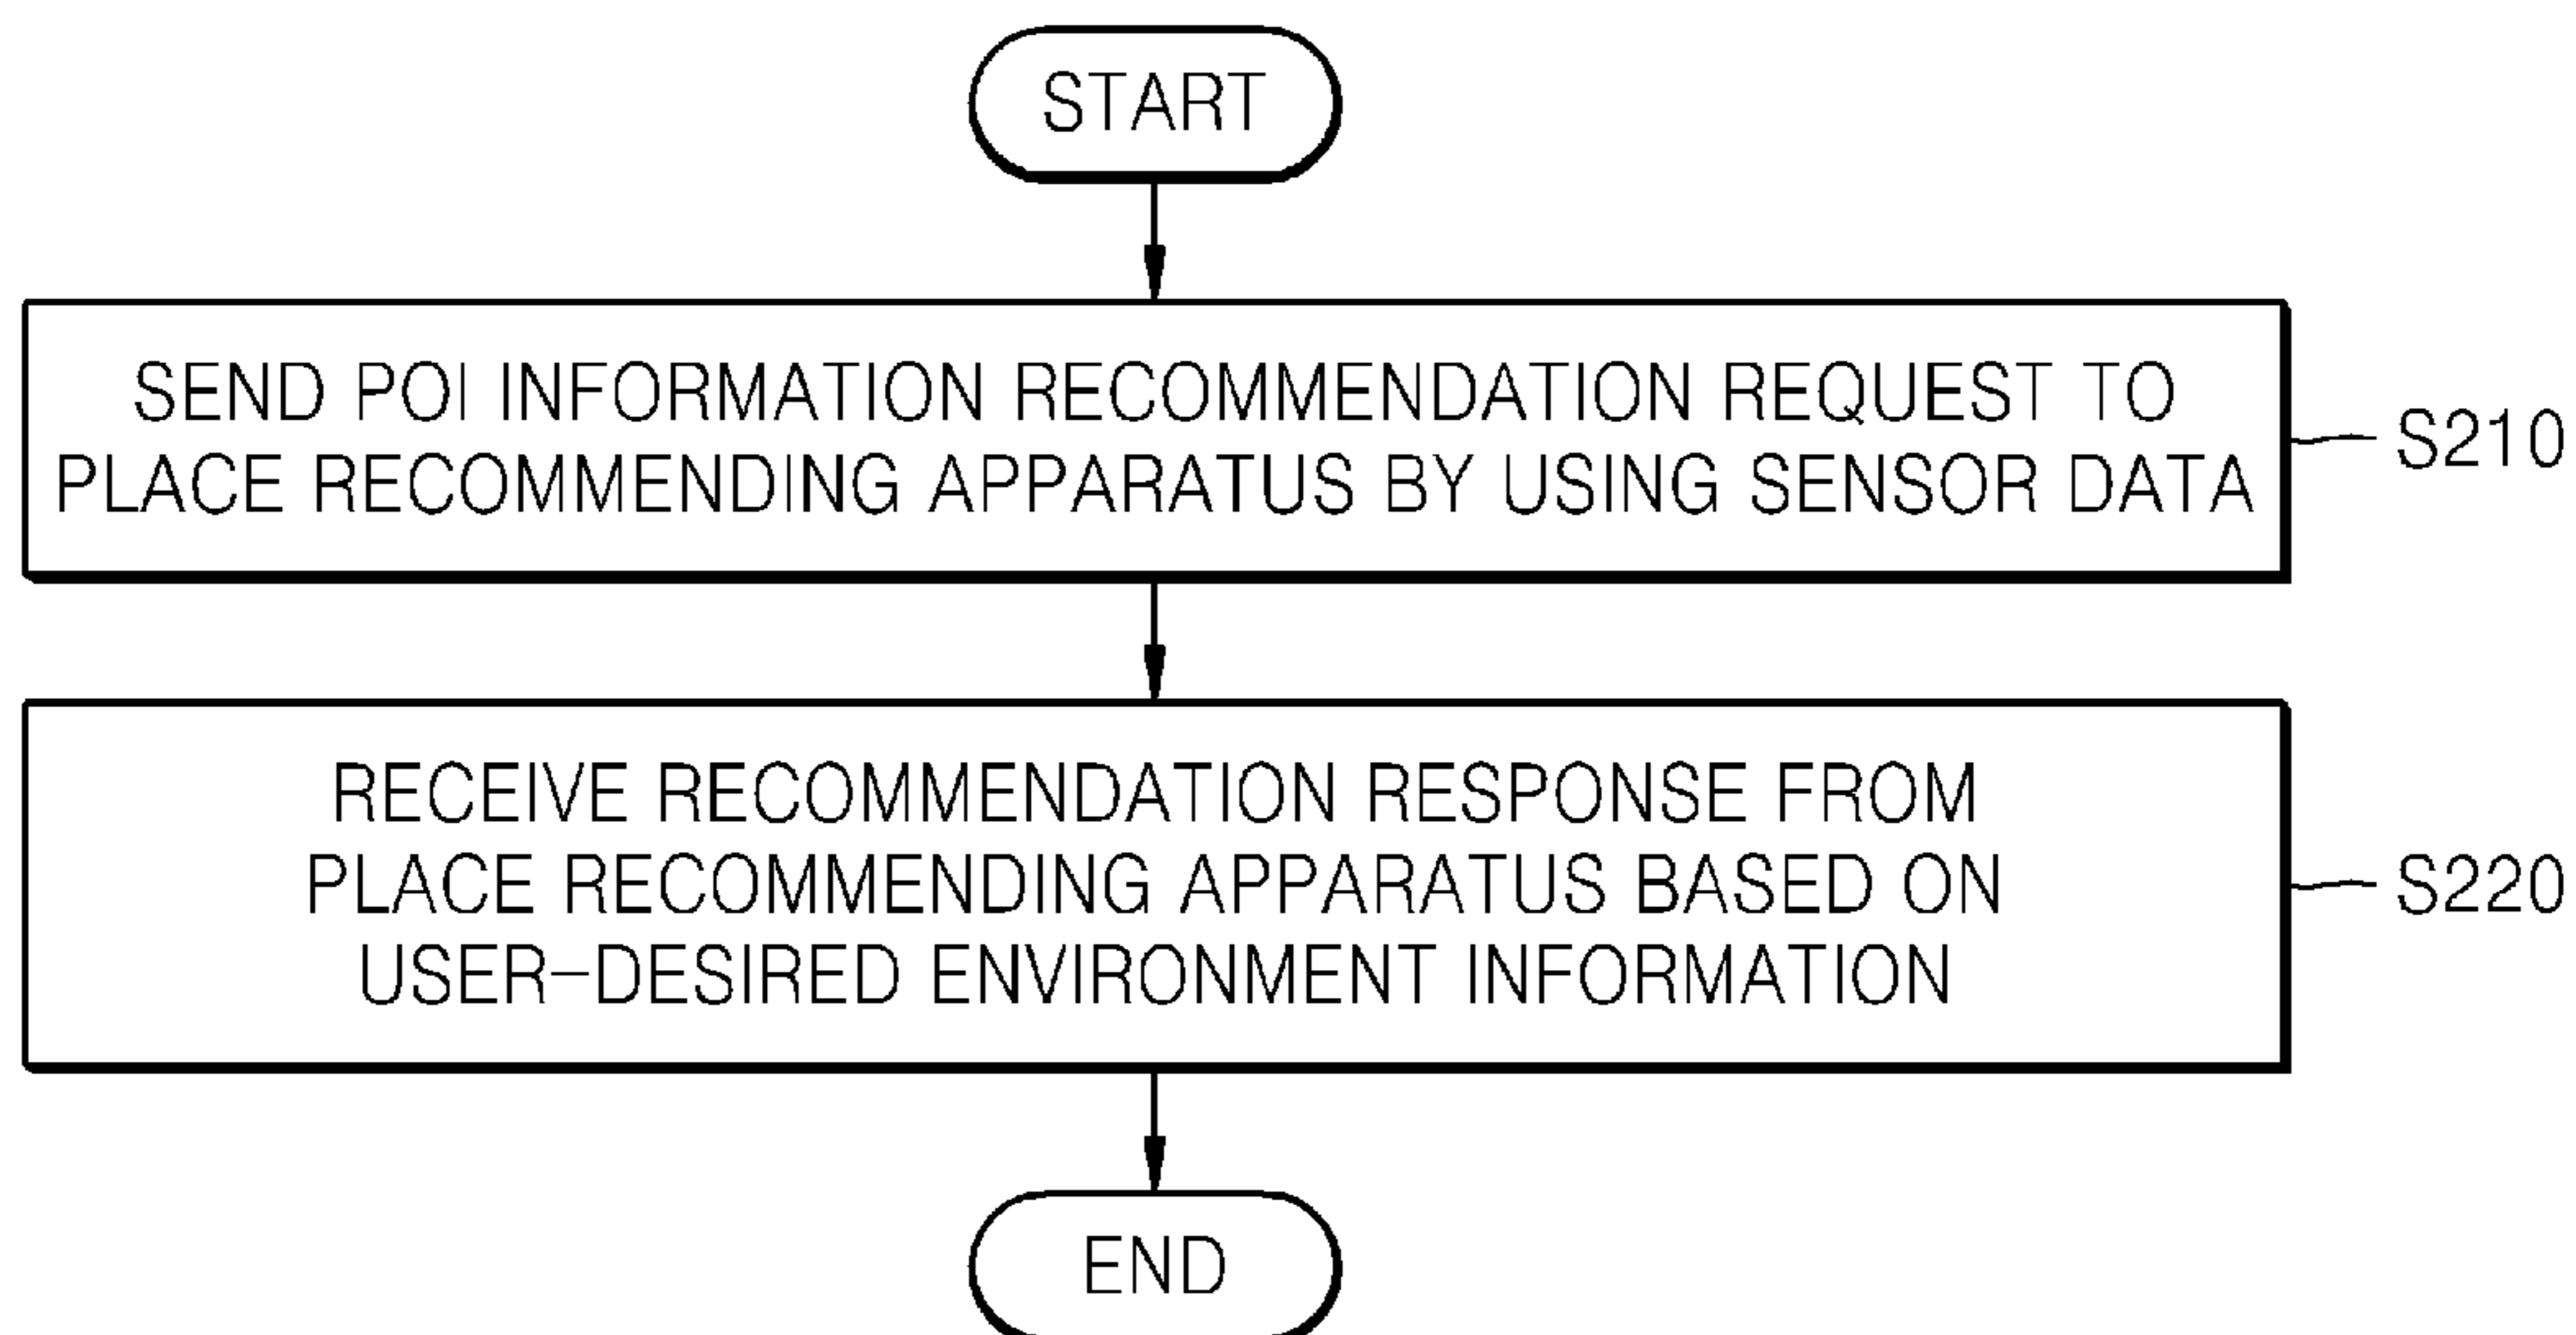 START
SEND POI INFORMATION RECOMMENDATION REQUEST TO
PLACE RECOMMENDING APPARATUS BY USING SENSOR DATA
S210
RECEIVE RECOMMENDATION RESPONSE FROM
PLACE RECOMMENDING APPARATUS BASED ON
USER-DESIRED ENVIRONMENT INFORMATION
S220
END